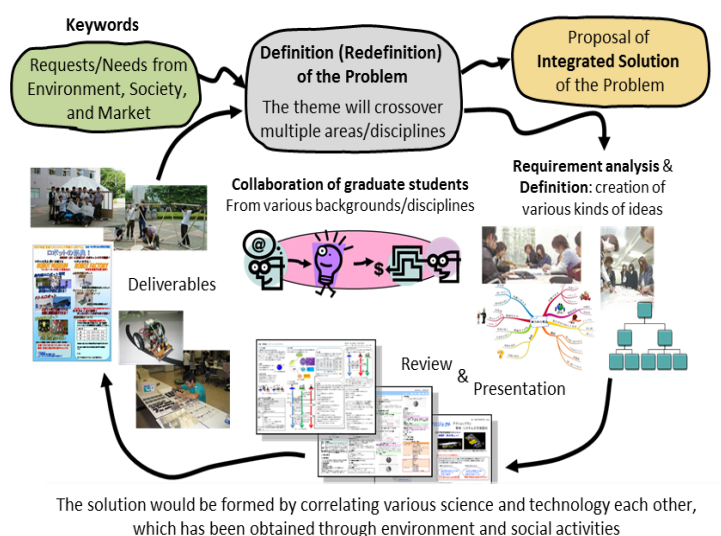 Keywords
Requests/Needs from
Environment, Society,
and Market
Definition (Redefinition)
of the Problem
The theme will crossover
multiple areas/disciplines
Proposal of
Integrated Solution
of the Problem
Requirement analysis &
Definition: creation of
various kinds of ideas
Collaboration of graduate students
From various backgrounds/disciplines
@
$
Deliverables
Review
&
Presentation
The solution would be formed by correlating various science and technology each other,
which has been obtained through environment and social activities